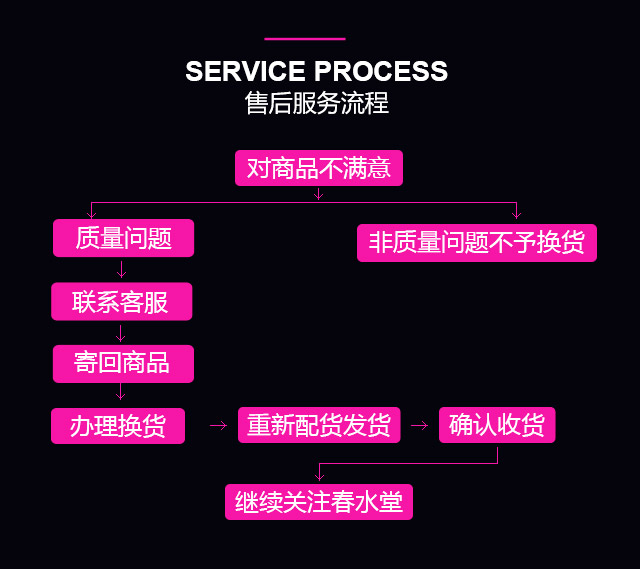 SERVICE PROCESS
售后服务流程
对商品不满意
质量问题
非质量问题不予换货
联系客服
寄回商品
办理换货
重新配货发货
确认收货
继续关注春水堂